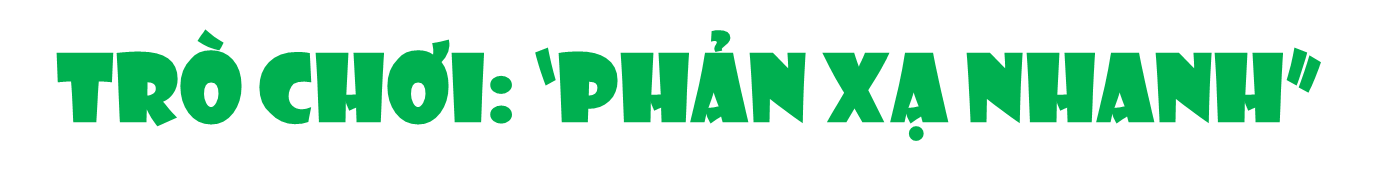 TRÒ CHƠI: ‘PHẢN XẠ NHANH”